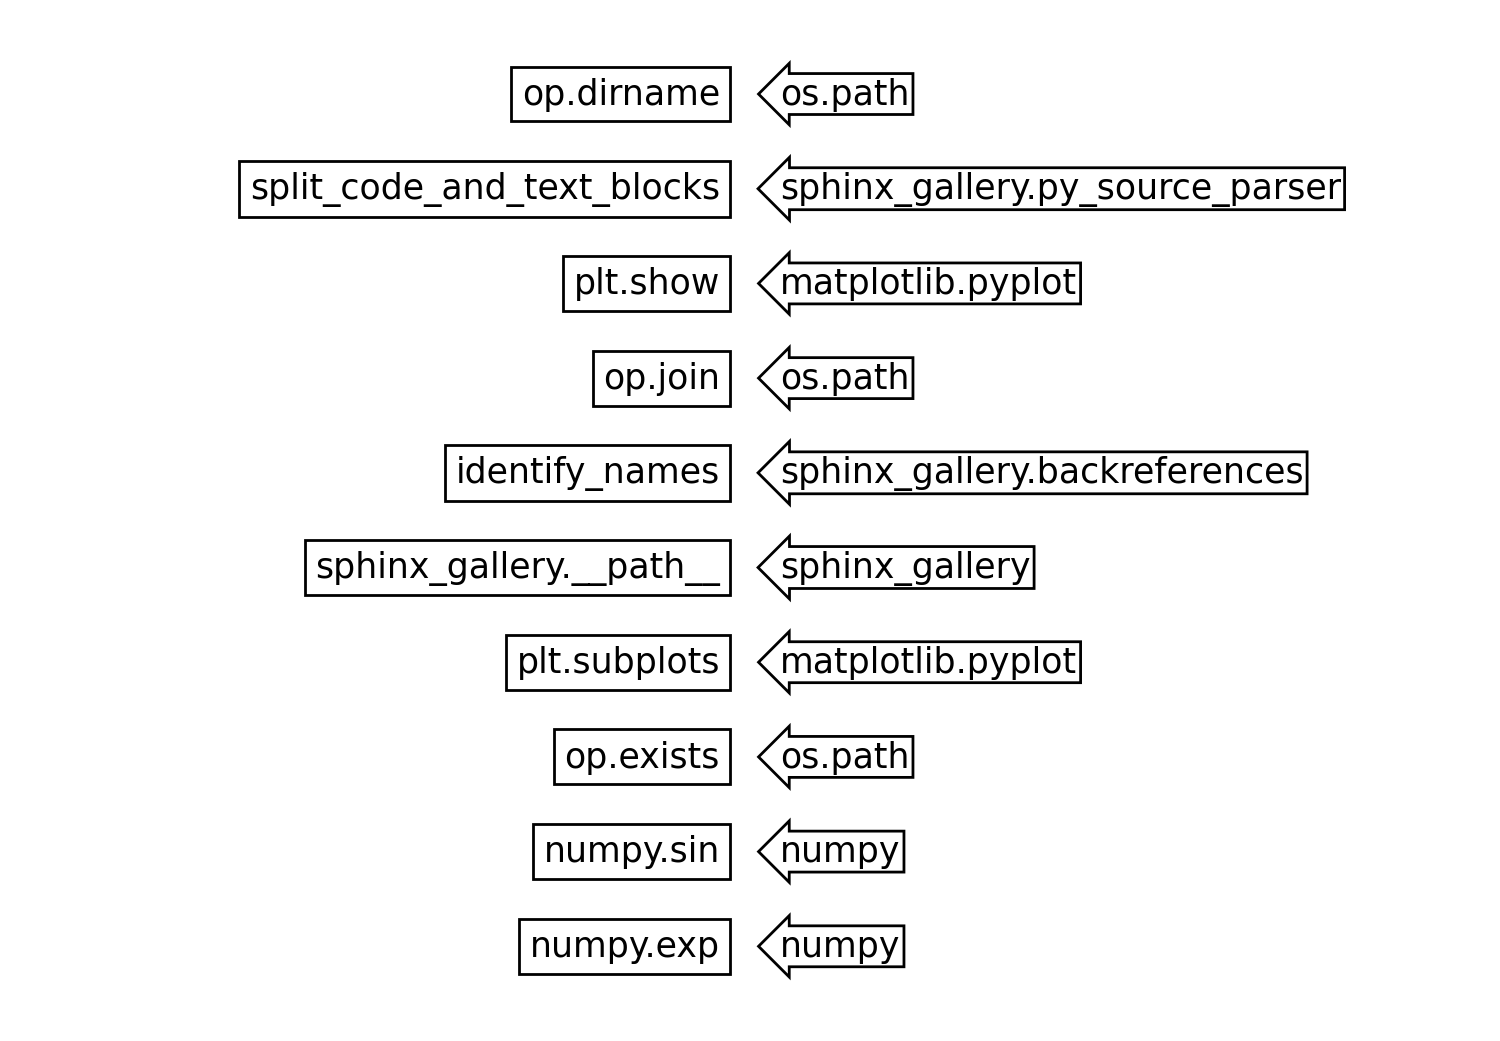 op.dirname os.path
split_code_and_text_blocks sphinx_gallery.py_source_parser
plt.show matplotlib.pyplot
op.join os.path
identify_names sphinx_gallery.backreferences
sphinx_gallery.__path__ sphinx_gallery
plt.subplots matplotlib.pyplot
op.exists os.path
numpy.sin numpy
numpy.exp numpy